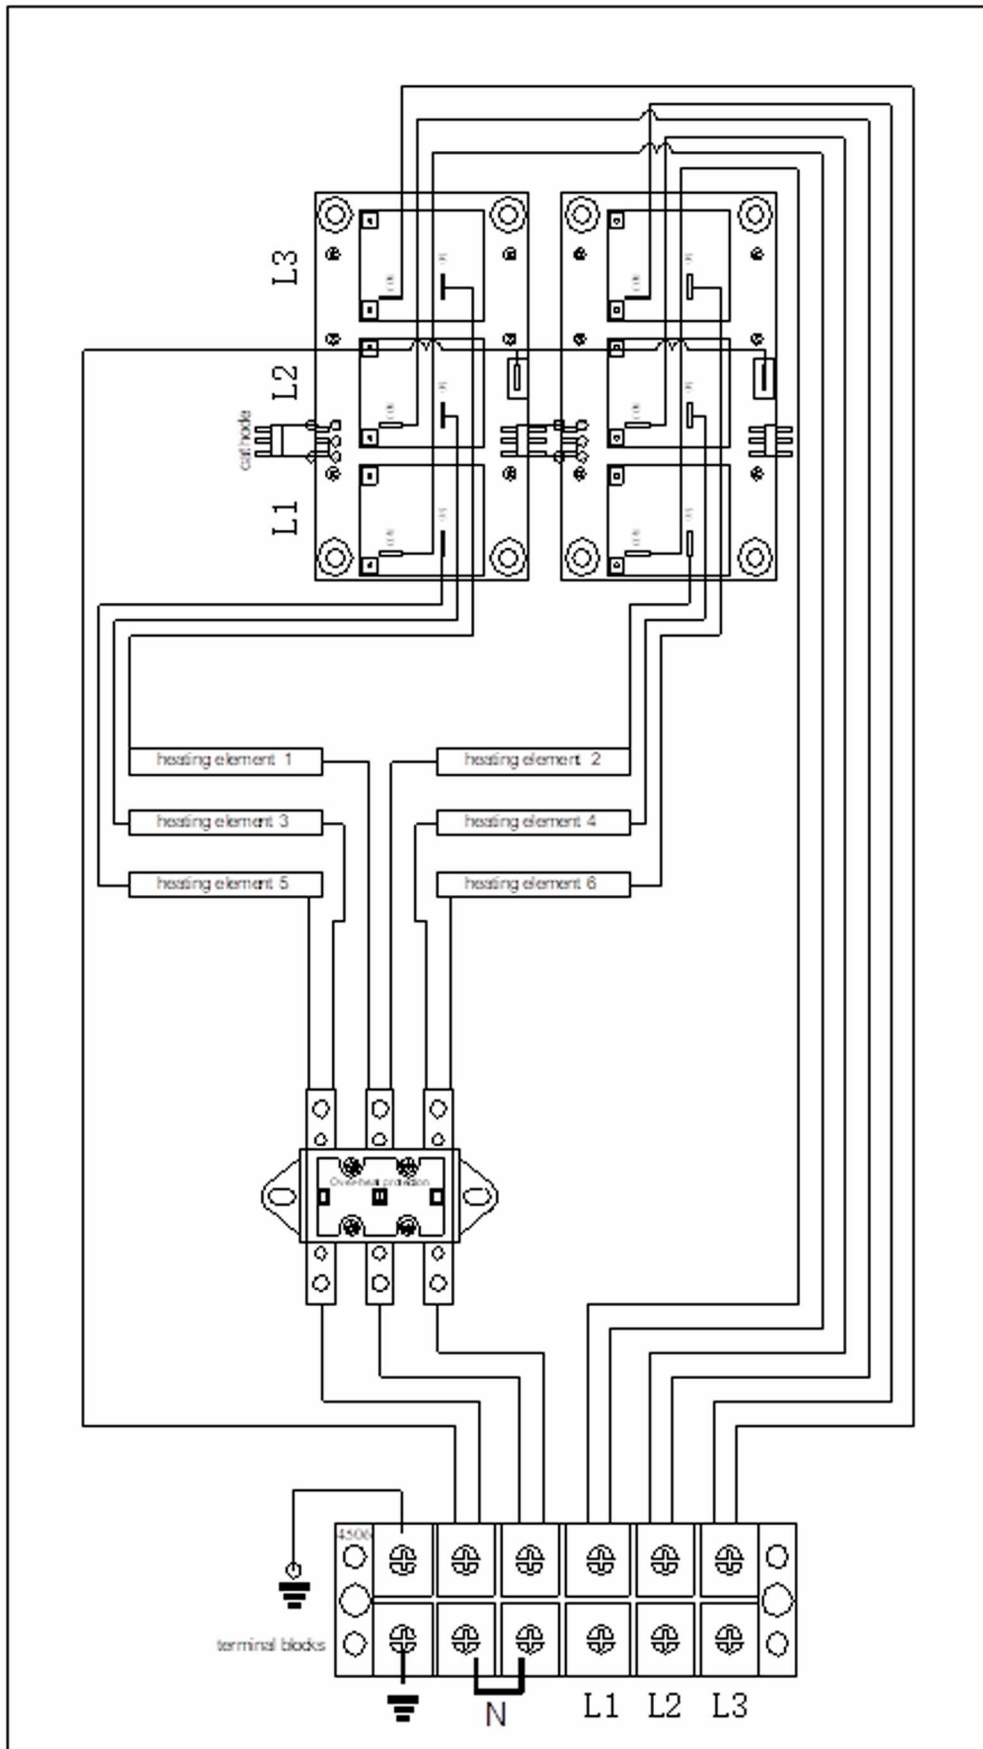 L3
L2
cathode
L1
heating element 1
heating element 2
heating element 3
heating element 4
heating element 5
heating element 6
Over-heat protection
4506
terminal blocks
N
L1 L2 L3